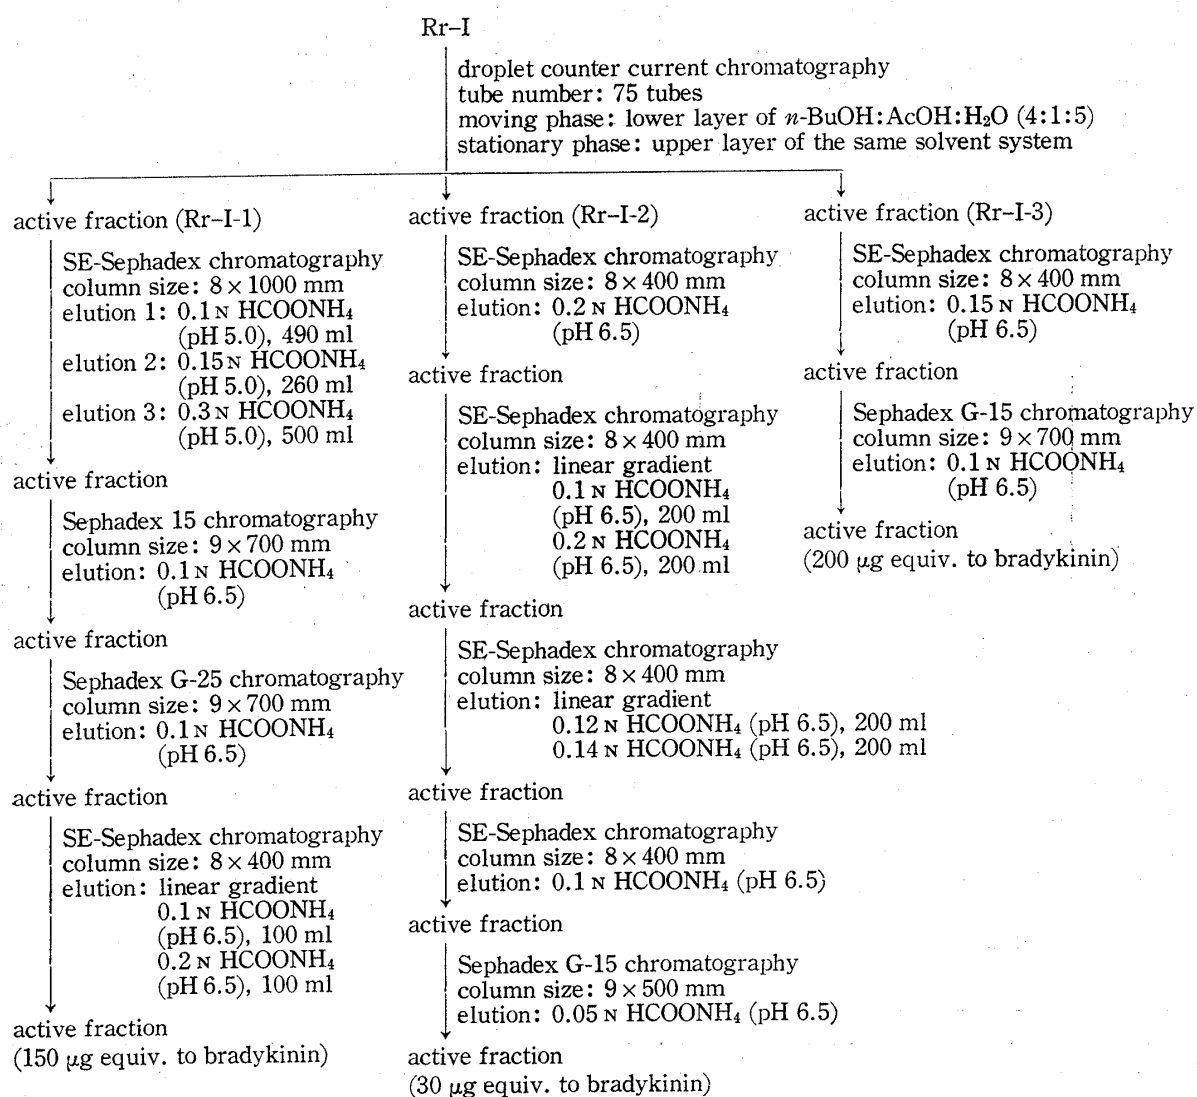 Rr–I
droplet counter current chromatography
tube number: 75 tubes
moving phase: lower layer of n-BuOH:AcOH:H₂O (4:1:5)
stationary phase: upper layer of the same solvent system
active fraction (Rr–I-1)
SE-Sephadex chromatography
column size: 8×1000 mm
elution 1: 0.1 N HCOONH₄
(pH 5.0), 490 ml
elution 2: 0.15 N HCOONH₄
(pH 5.0), 260 ml
elution 3: 0.3 N HCOONH₄
(pH 5.0), 500 ml
active fraction
Sephadex 15 chromatography
column size: 9×700 mm
elution: 0.1 N HCOONH₄
(pH 6.5)
active fraction
Sephadex G-25 chromatography
column size: 9×700 mm
elution: 0.1 N HCOONH₄
(pH 6.5)
active fraction
SE-Sephadex chromatography
column size: 8×400 mm
elution: linear gradient
0.1 N HCOONH₄
(pH 6.5), 100 ml
0.2 N HCOONH₄
(pH 6.5), 100 ml
active fraction
(150 μg equiv. to bradykinin)
active fraction (Rr–I-2)
SE-Sephadex chromatography
column size: 8×400 mm
elution: 0.2 N HCOONH₄
(pH 6.5)
active fraction
SE-Sephadex chromatography
column size: 8×400 mm
elution: linear gradient
0.1 N HCOONH₄
(pH 6.5), 200 ml
0.2 N HCOONH₄
(pH 6.5), 200 ml
active fraction
SE-Sephadex chromatography
column size: 8×400 mm
elution: linear gradient
0.12 N HCOONH₄ (pH 6.5), 200 ml
0.14 N HCOONH₄ (pH 6.5), 200 ml
active fraction
SE-Sephadex chromatography
column size: 8×400 mm
elution: 0.1 N HCOONH₄ (pH 6.5)
active fraction
Sephadex G-15 chromatography
column size: 9×500 mm
elution: 0.05 N HCOONH₄ (pH 6.5)
active fraction
(30 μg equiv. to bradykinin)
active fraction (Rr–I-3)
SE-Sephadex chromatography
column size: 8×400 mm
elution: 0.15 N HCOONH₄
(pH 6.5)
active fraction
Sephadex G-15 chromatography
column size: 9×700 mm
elution: 0.1 N HCOONH₄
(pH 6.5)
active fraction
(200 μg equiv. to bradykinin)